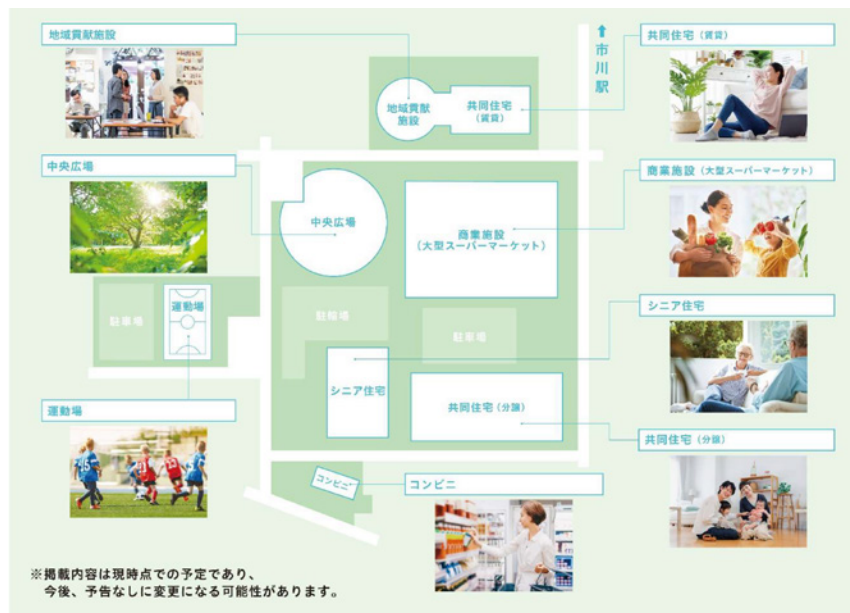 地域貢献施設
↑市川駅
共同住宅（賃貸）
地域貢献
施設
共同住宅
（賃貸）
中央広場
商業施設（大型スーパーマーケット）
中央広場
商業施設
（大型スーパーマーケット）
駐車場
運動場
駐輪場
駐車場
シニア住宅
シニア住宅
共同住宅（分譲）
運動場
共同住宅（分譲）
コンビニ
コンビニ
※掲載内容は現時点での予定であり、
今後、予告なしに変更になる可能性があります。